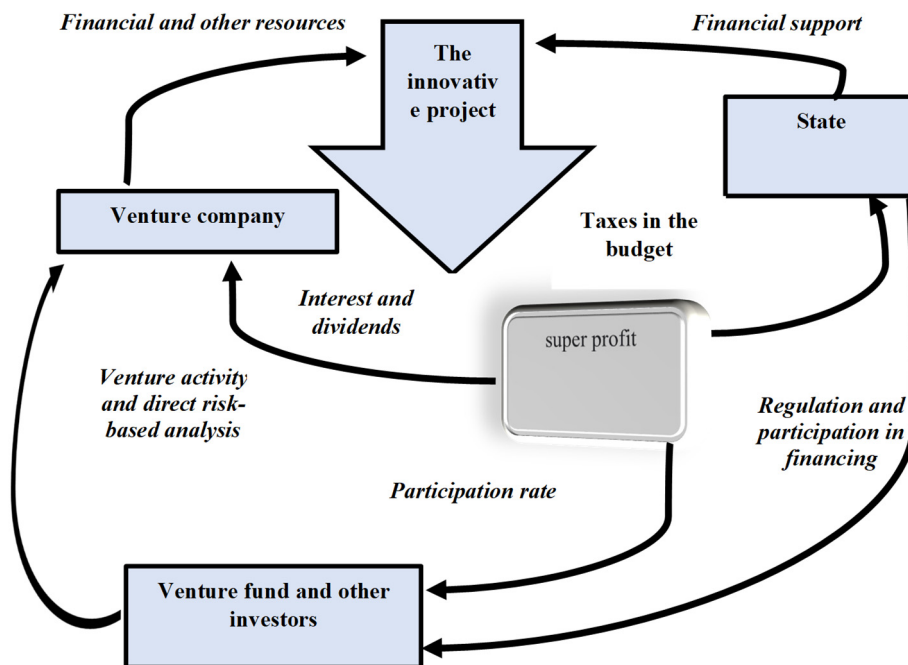 Financial and other resources
Financial support
The
innovativ
e project
State
Venture company
Taxes in the
budget
Interest and
dividends
super profit
Venture activity
and direct risk-
based analysis
Regulation and
participation in
financing
Participation rate
Venture fund and other
investors